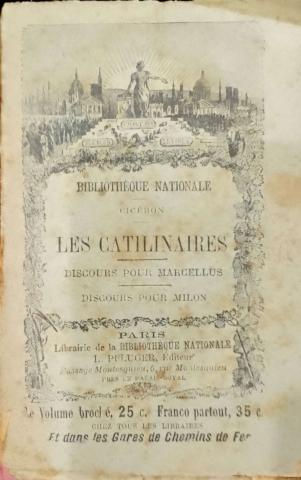 BIBLIOTHÈQUE NATIONALE
CICÉRON
LES CATILINAIRES
DISCOURS POUR MARCELLUS
DISCOURS POUR MILON
PARIS
Librairie de la BIBLIOTHÈQUE NATIONALE
L. PFLUGER, Éditeur
Passage Montesquieu, 5, rue Montesquieu
PRÈS LE PALAIS-ROYAL
Le Volume broché, 25 c. Franco partout, 35 c.
CHEZ TOUS LES LIBRAIRES
Et dans les Gares de Chemins de Fer